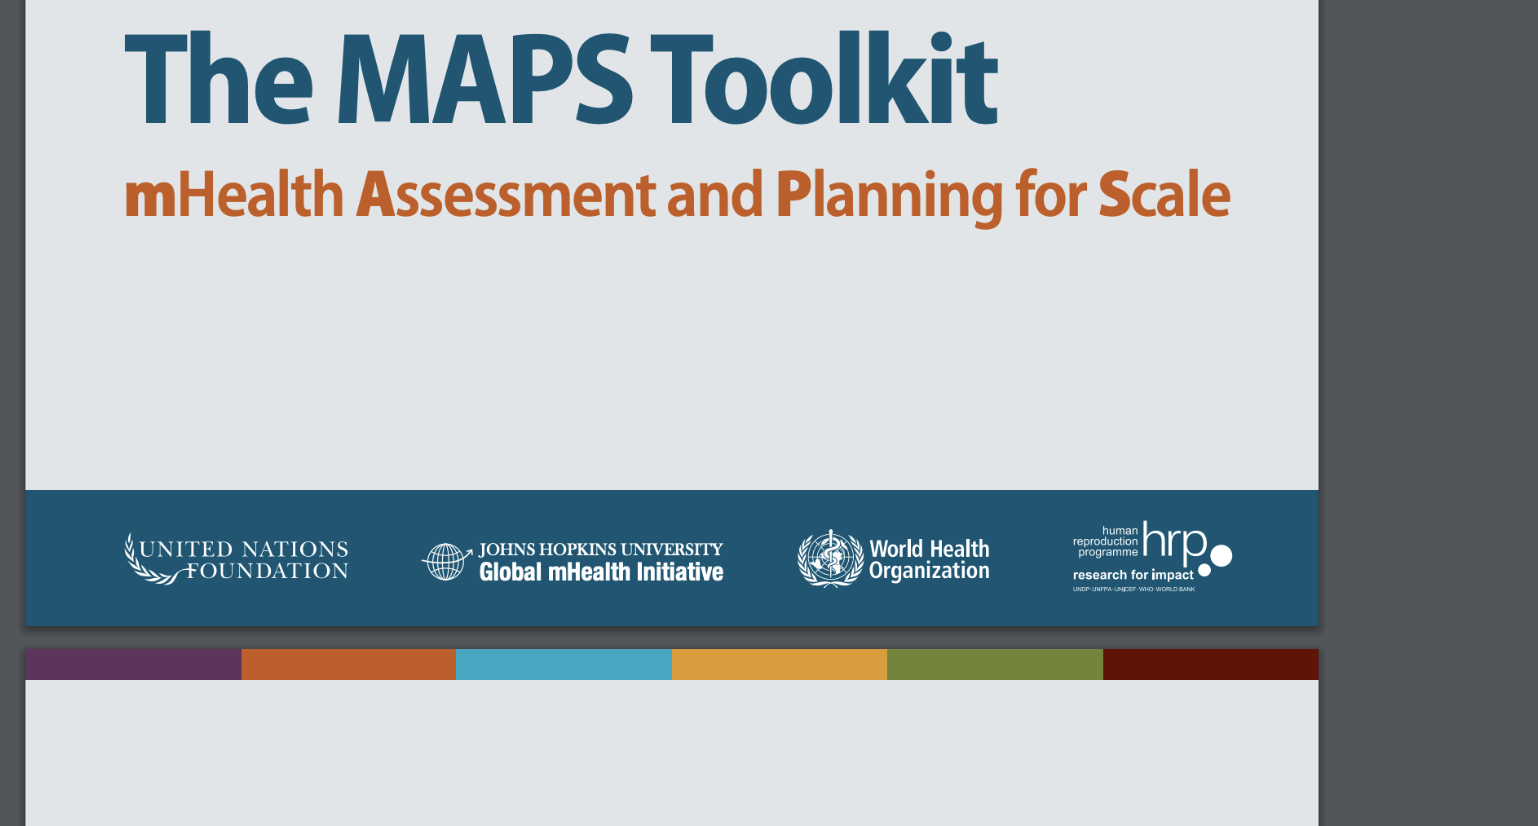 The MAPS Toolkit
mHealth Assessment and Planning for Scale
UNITED NATIONS
FOUNDATION
JOHNS HOPKINS UNIVERSITY
Global mHealth Initiative
World Health
Organization
human
reproduction
programme
hrp
research for impact
UNDP·UNFPA·UNICEF·WHO·WORLD BANK